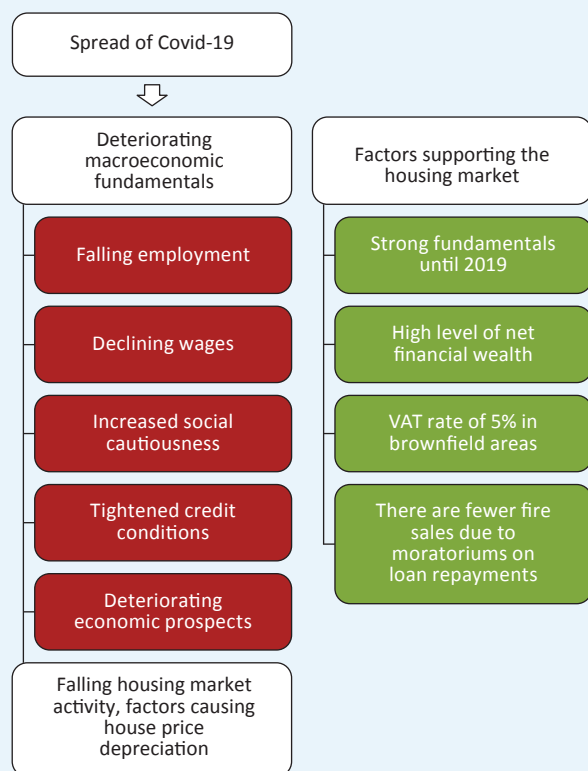 Spread of Covid-19
Deteriorating
macroeconomic
fundamentals
Falling employment
Declining wages
Increased social
cautiousness
Tightened credit
conditions
Deteriorating
economic prospects
Falling housing market
activity, factors causing
house price
depreciation
Factors supporting the
housing market
Strong fundamentals
until 2019
High level of net
financial wealth
VAT rate of 5% in
brownfield areas
There are fewer fire
sales due to
moratoriums on
loan repayments